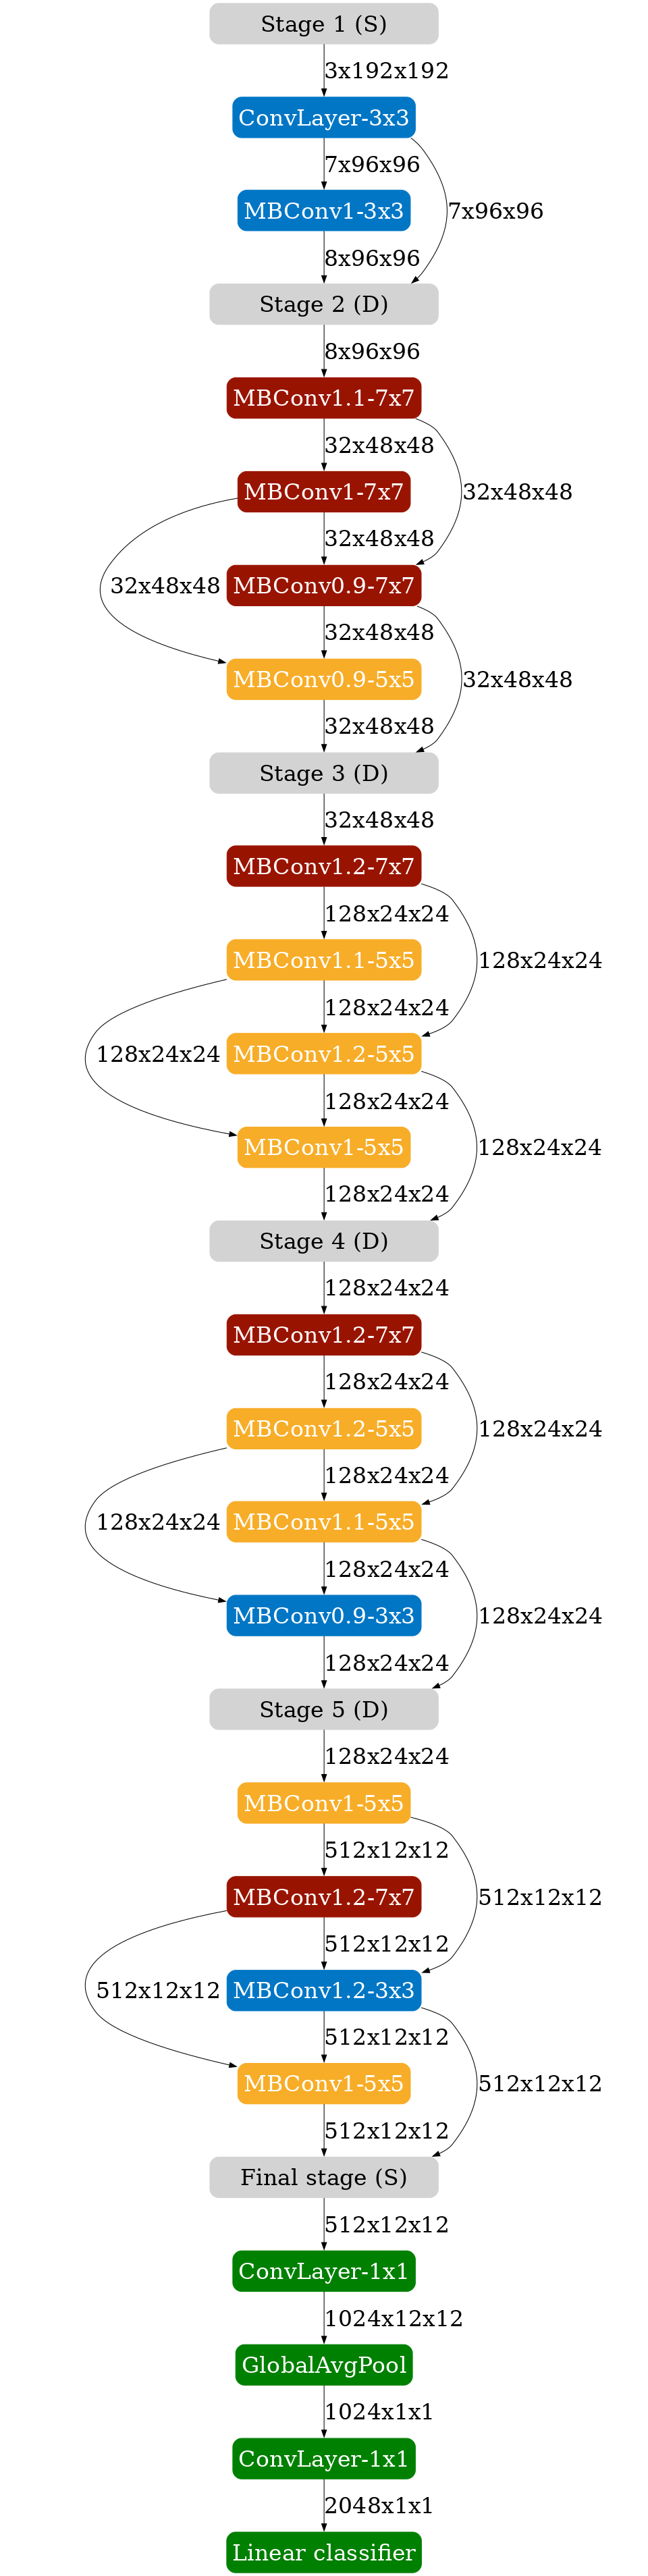 Stage 1 (S)
3x192x192
ConvLayer-3x3
7x96x96
MBConv1-3x3
7x96x96
8x96x96
Stage 2 (D)
8x96x96
MBConv1.1-7x7
32x48x48
MBConv1-7x7
32x48x48
32x48x48
MBConv0.9-7x7
32x48x48
32x48x48
MBConv0.9-5x5
32x48x48
32x48x48
Stage 3 (D)
32x48x48
MBConv1.2-7x7
128x24x24
MBConv1.1-5x5
128x24x24
128x24x24
MBConv1.2-5x5
128x24x24
128x24x24
MBConv1-5x5
128x24x24
128x24x24
Stage 4 (D)
128x24x24
MBConv1.2-7x7
128x24x24
MBConv1.2-5x5
128x24x24
128x24x24
MBConv1.1-5x5
128x24x24
128x24x24
MBConv0.9-3x3
128x24x24
128x24x24
Stage 5 (D)
128x24x24
MBConv1-5x5
512x12x12
MBConv1.2-7x7
512x12x12
512x12x12
MBConv1.2-3x3
512x12x12
512x12x12
MBConv1-5x5
512x12x12
512x12x12
Final stage (S)
512x12x12
ConvLayer-1x1
1024x12x12
GlobalAvgPool
1024x1x1
ConvLayer-1x1
2048x1x1
Linear classifier